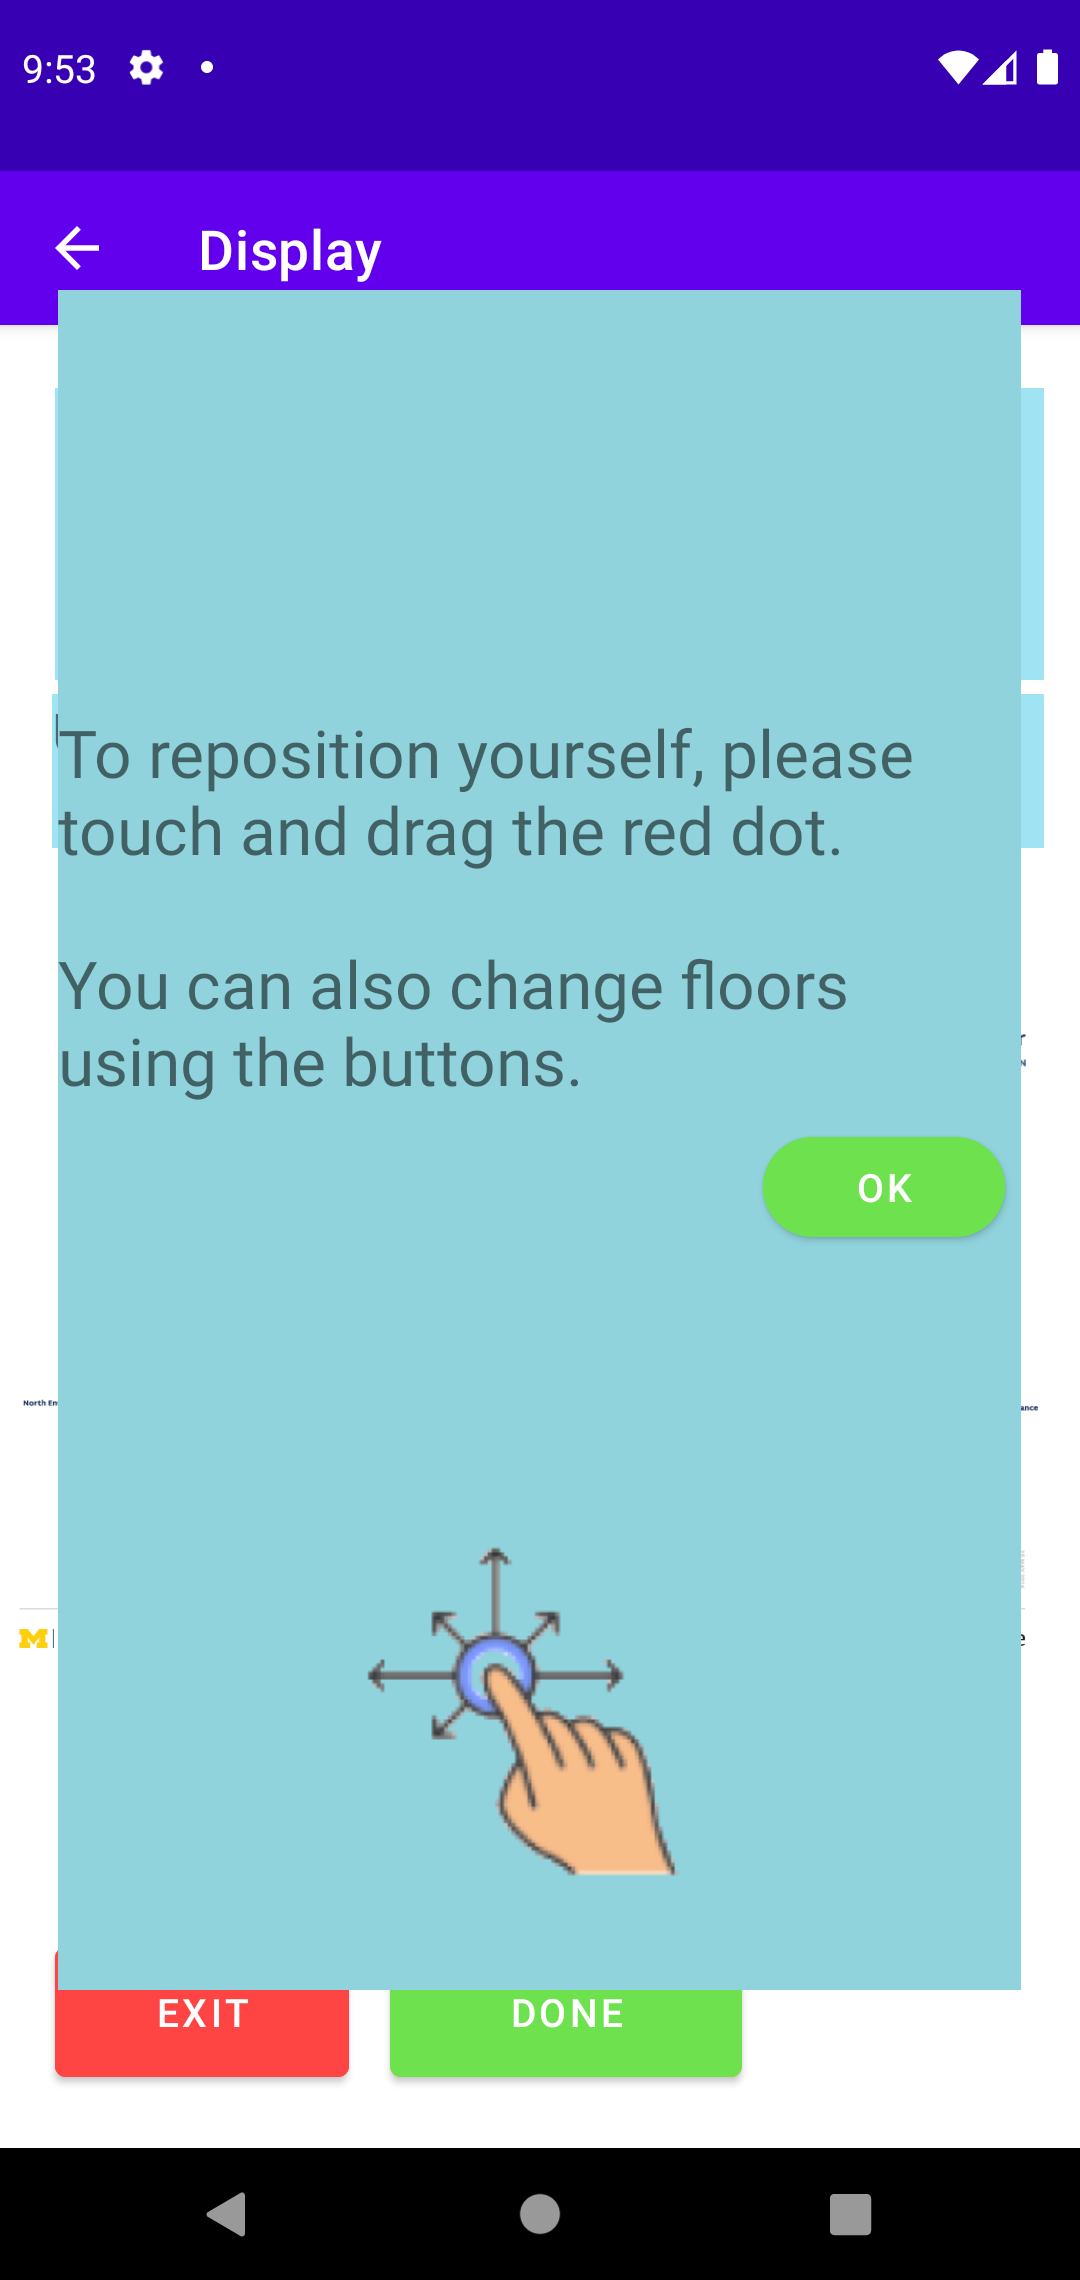 9:53
Display
To reposition yourself, please
touch and drag the red dot.
You can also change floors
using the buttons.
OK
North
EXIT
DONE